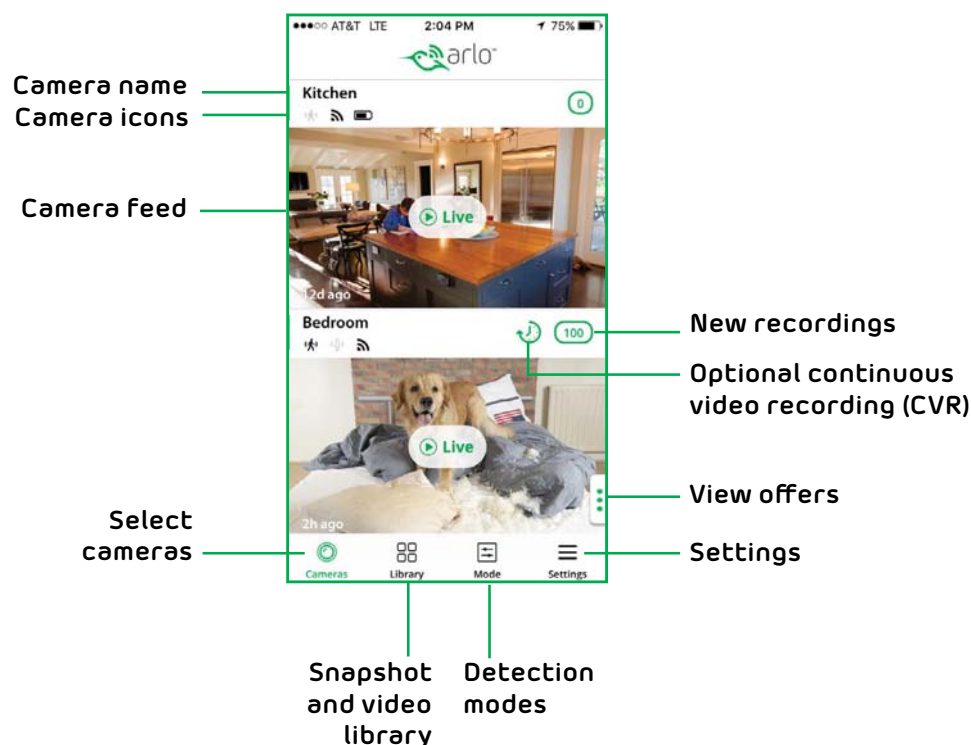 AT&T LTE 2:04 PM 75%
arlo
Camera name
Kitchen
0
Camera icons
Camera feed
Live
12d ago
Bedroom
100
New recordings
Optional continuous
video recording (CVR)
Live
View offers
2h ago
Select
cameras
Settings
Cameras Library Mode Settings
Snapshot
and video
library
Detection
modes